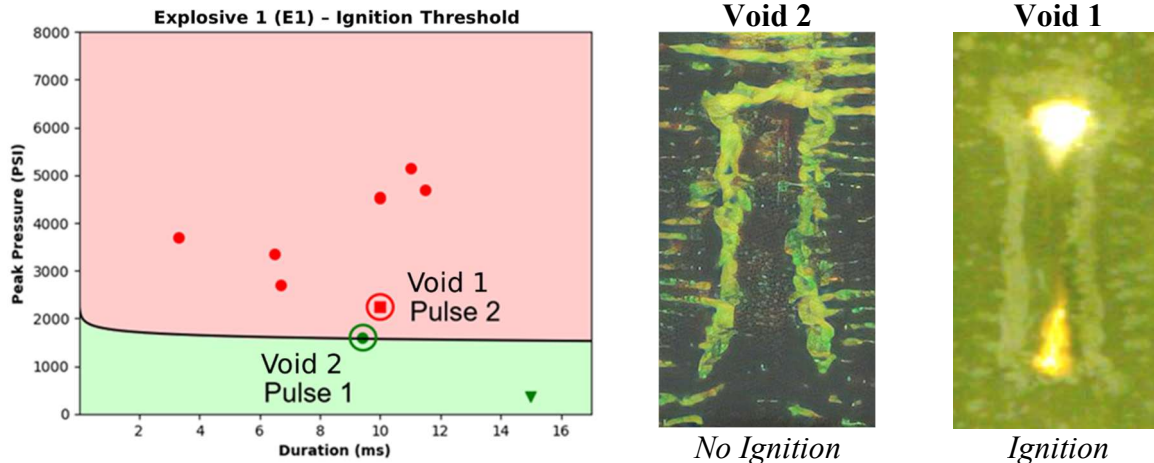 Explosive 1 (E1) – Ignition Threshold
8000
7000
6000
5000
4000
3000
2000
1000
0
Peak Pressure (PSI)
Void 1
Pulse 2
Void 2
Pulse 1
2 4 6 8 10 12 14 16
Duration (ms)
Void 2
No Ignition
Void 1
Ignition